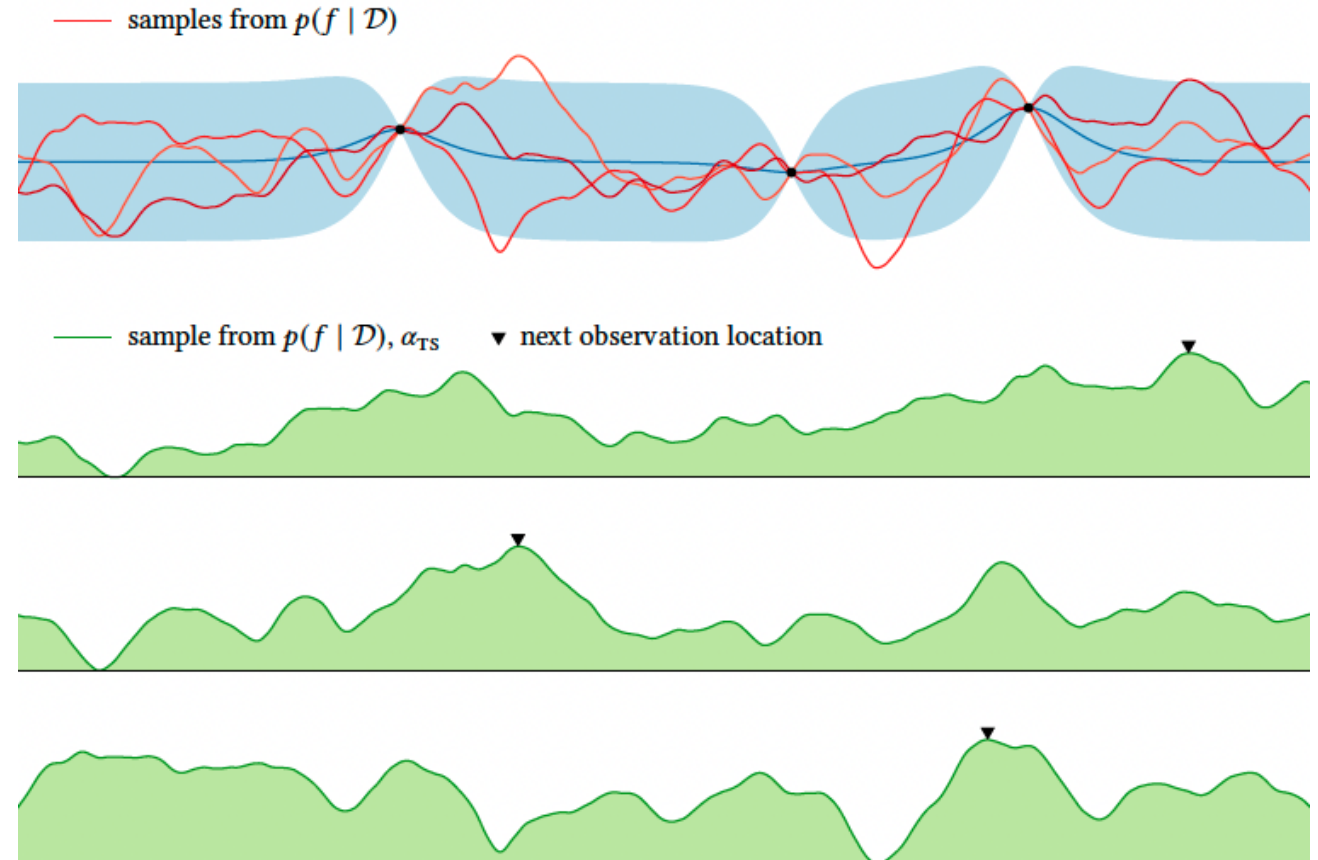 samples from p(f | 𝒟)
sample from p(f | 𝒟), α_TS ▼ next observation location